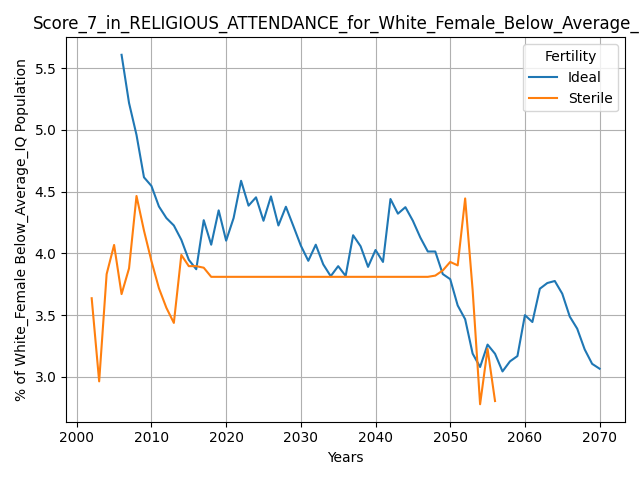 Score_7_in_RELIGIOUS_ATTENDANCE_for_White_Female_Below_Average_
Fertility
Ideal
Sterile
% of White_Female Below_Average_IQ Population
5.5
5.0
4.5
4.0
3.5
3.0
2000 2010 2020 2030 2040 2050 2060 2070
Years